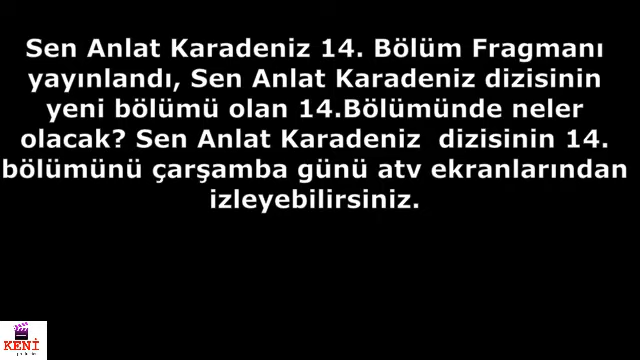 Sen Anlat Karadeniz 14. Bölüm Fragmanı
yayınlandı, Sen Anlat Karadeniz dizisinin
yeni bölümü olan 14.Bölümünde neler
olacak? Sen Anlat Karadeniz  dizisinin 14.
bölümünü çarşamba günü atv ekranlarından
izleyebilirsiniz.
KENİ